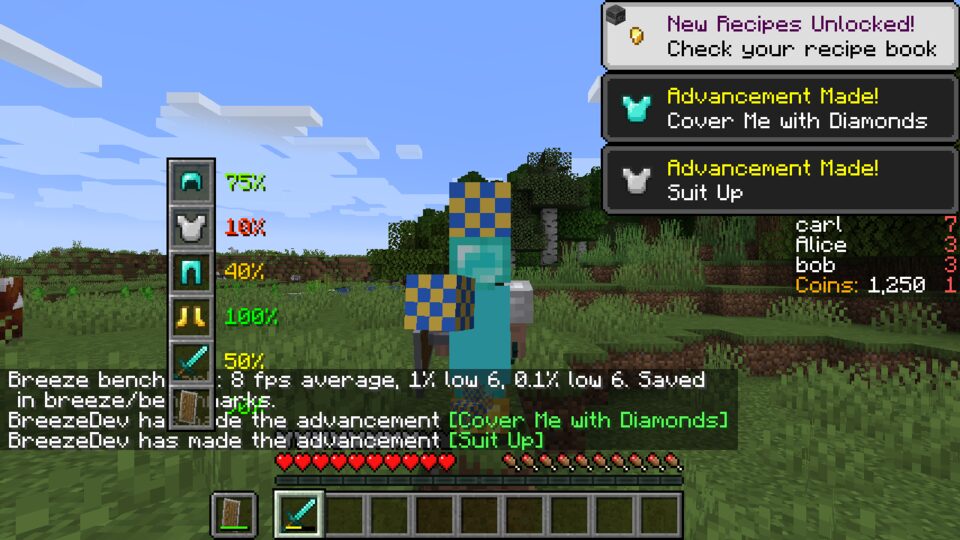 New Recipes Unlocked!
Check your recipe book
Advancement Made!
Cover Me with Diamonds
Advancement Made!
Suit Up
75%
10%
40%
100%
50%
carl 7
Alice 3
bob 3
Coins: 1,250 1
Breeze bench : 8 fps average, 1% low 6, 0.1% low 6. Saved
in breeze/be arks.
BreezeDev ha de the advancement [Cover Me with Diamonds]
BreezeDev has made the advancement [Suit Up]